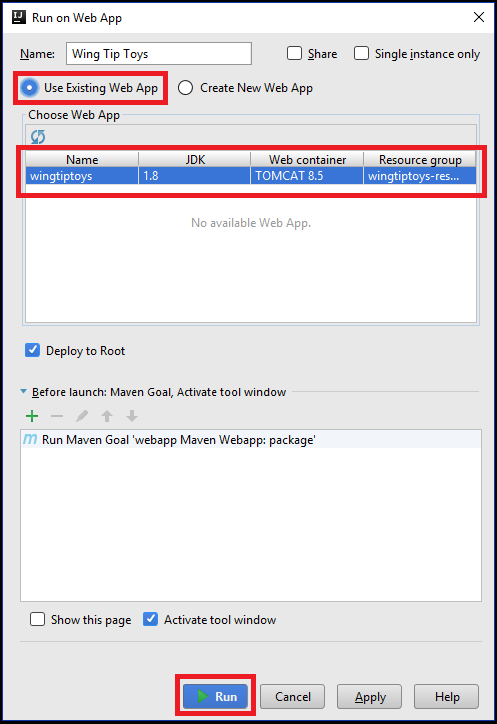 Run on Web App
Name: Wing Tip Toys Share Single instance only
Use Existing Web App Create New Web App
Choose Web App
Name JDK Web container Resource group
wingtiptoys 1.8 TOMCAT 8.5 wingtiptoys-res...
No available Web App.
Deploy to Root
Before launch: Maven Goal, Activate tool window
m Run Maven Goal 'webapp Maven Webapp: package'
Show this page Activate tool window
Run Cancel Apply Help